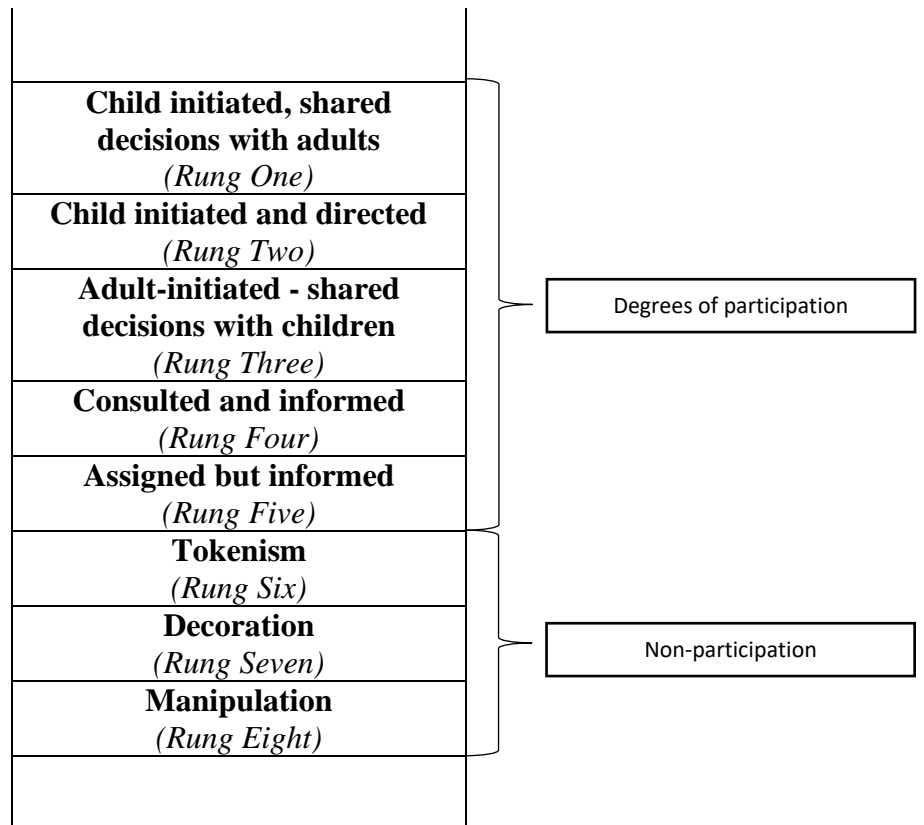 Child initiated, shared
decisions with adults
(Rung One)
Child initiated and directed
(Rung Two)
Adult-initiated - shared
decisions with children
(Rung Three)
Degrees of participation
Consulted and informed
(Rung Four)
Assigned but informed
(Rung Five)
Tokenism
(Rung Six)
Decoration
(Rung Seven)
Non-participation
Manipulation
(Rung Eight)